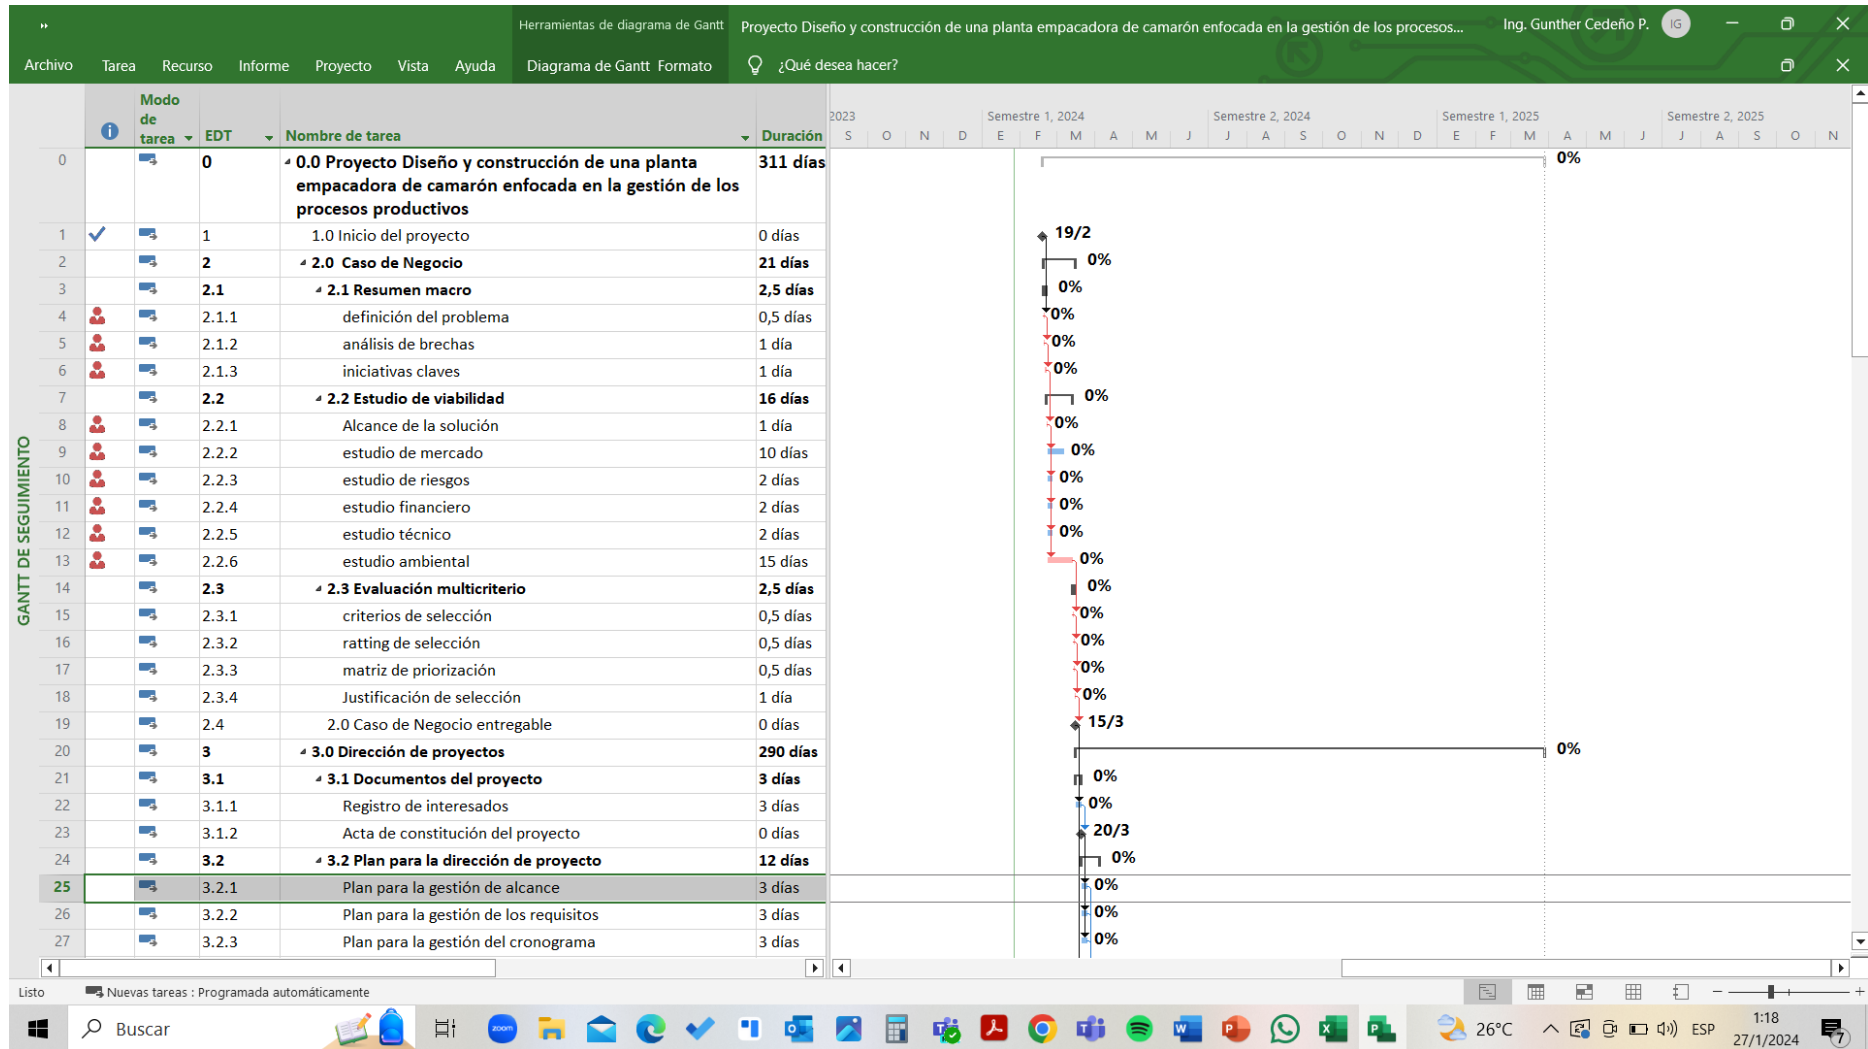 Herramientas de diagrama de Gantt
Proyecto Diseño y construcción de una planta empacadora de camarón enfocada en la gestión de los procesos...
Ing. Gunther Cedeño P.
IG
Archivo Tarea Recurso Informe Proyecto Vista Ayuda Diagrama de Gantt Formato ¿Qué desea hacer?
Modo de tarea EDT Nombre de tarea Duración
2023 Semestre 1, 2024 Semestre 2, 2024 Semestre 1, 2025 Semestre 2, 2025
S O N D E F M A M J J A S O N D E F M A M J J A S O N
0 0 0.0 Proyecto Diseño y construcción de una planta 311 días 0%
empacadora de camarón enfocada en la gestión de los
procesos productivos
1 1 1.0 Inicio del proyecto 0 días 19/2
2 2 2.0 Caso de Negocio 21 días 0%
3 2.1 2.1 Resumen macro 2,5 días 0%
4 2.1.1 definición del problema 0,5 días 0%
5 2.1.2 análisis de brechas 1 día 0%
6 2.1.3 iniciativas claves 1 día 0%
7 2.2 2.2 Estudio de viabilidad 16 días 0%
8 2.2.1 Alcance de la solución 1 día 0%
9 2.2.2 estudio de mercado 10 días 0%
10 2.2.3 estudio de riesgos 2 días 0%
11 2.2.4 estudio financiero 2 días 0%
12 2.2.5 estudio técnico 2 días 0%
13 2.2.6 estudio ambiental 15 días 0%
14 2.3 2.3 Evaluación multicriterio 2,5 días 0%
15 2.3.1 criterios de selección 0,5 días 0%
16 2.3.2 ratting de selección 0,5 días 0%
17 2.3.3 matriz de priorización 0,5 días 0%
18 2.3.4 Justificación de selección 1 día 0%
19 2.4 2.0 Caso de Negocio entregable 0 días 15/3
20 3 3.0 Dirección de proyectos 290 días 0%
21 3.1 3.1 Documentos del proyecto 3 días 0%
22 3.1.1 Registro de interesados 3 días 0%
23 3.1.2 Acta de constitución del proyecto 0 días 20/3
24 3.2 3.2 Plan para la dirección de proyecto 12 días 0%
25 3.2.1 Plan para la gestión de alcance 3 días 0%
26 3.2.2 Plan para la gestión de los requisitos 3 días 0%
27 3.2.3 Plan para la gestión del cronograma 3 días 0%
GANTT DE SEGUIMIENTO
Listo Nuevas tareas : Programada automáticamente
Buscar
zoom
26°C ESP 1:18
27/1/2024
7